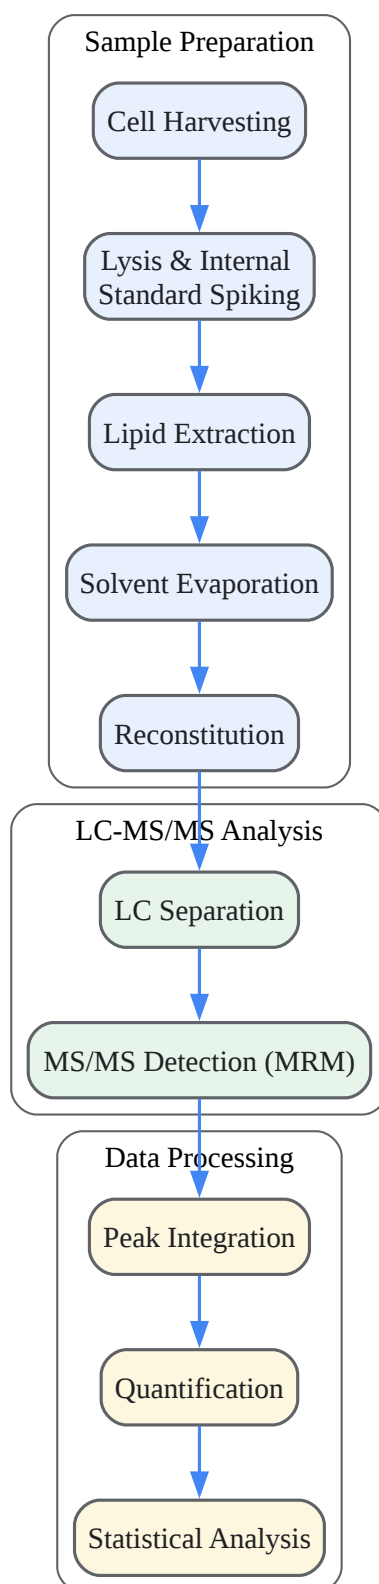 Sample Preparation
Cell Harvesting
Lysis & Internal
Standard Spiking
Lipid Extraction
Solvent Evaporation
Reconstitution
LC-MS/MS Analysis
LC Separation
MS/MS Detection (MRM)
Data Processing
Peak Integration
Quantification
Statistical Analysis